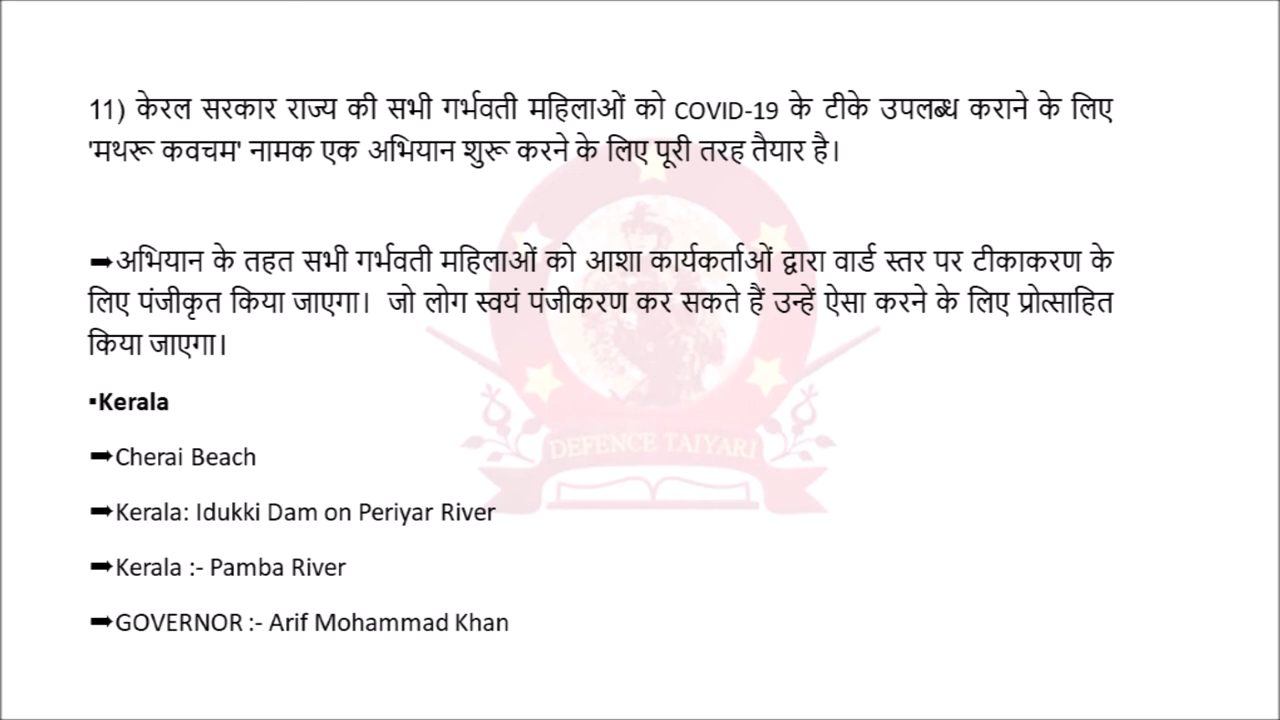 11) केरल सरकार राज्य की सभी गर्भवती महिलाओं को COVID-19 के टीके उपलब्ध कराने के लिए
'मथरू कवचम' नामक एक अभियान शुरू करने के लिए पूरी तरह तैयार है।
➡अभियान के तहत सभी गर्भवती महिलाओं को आशा कार्यकर्ताओं द्वारा वार्ड स्तर पर टीकाकरण के
लिए पंजीकृत किया जाएगा। जो लोग स्वयं पंजीकरण कर सकते हैं उन्हें ऐसा करने के लिए प्रोत्साहित
किया जाएगा।
▪Kerala
DEFENCE TAIYARI
➡Cherai Beach
➡Kerala: Idukki Dam on Periyar River
➡Kerala :- Pamba River
➡GOVERNOR :- Arif Mohammad Khan